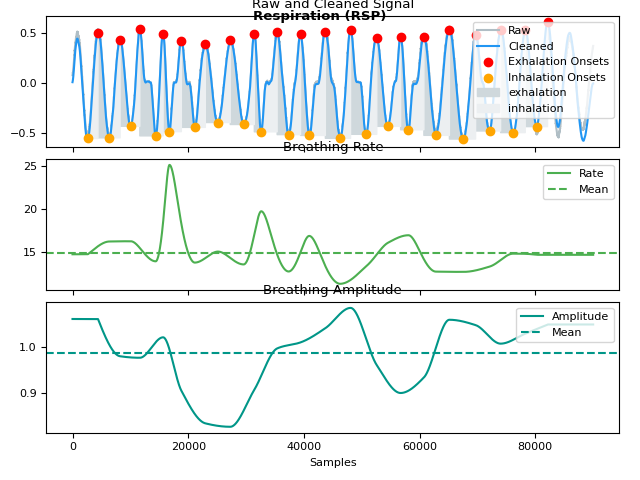 Raw and Cleaned Signal
Respiration (RSP)
0.5
0.0
−0.5
Raw
Cleaned
Exhalation Onsets
Inhalation Onsets
exhalation
inhalation
Breathing Rate
25
20
15
Rate
Mean
Breathing Amplitude
1.0
0.9
Amplitude
Mean
0 20000 40000 60000 80000
Samples